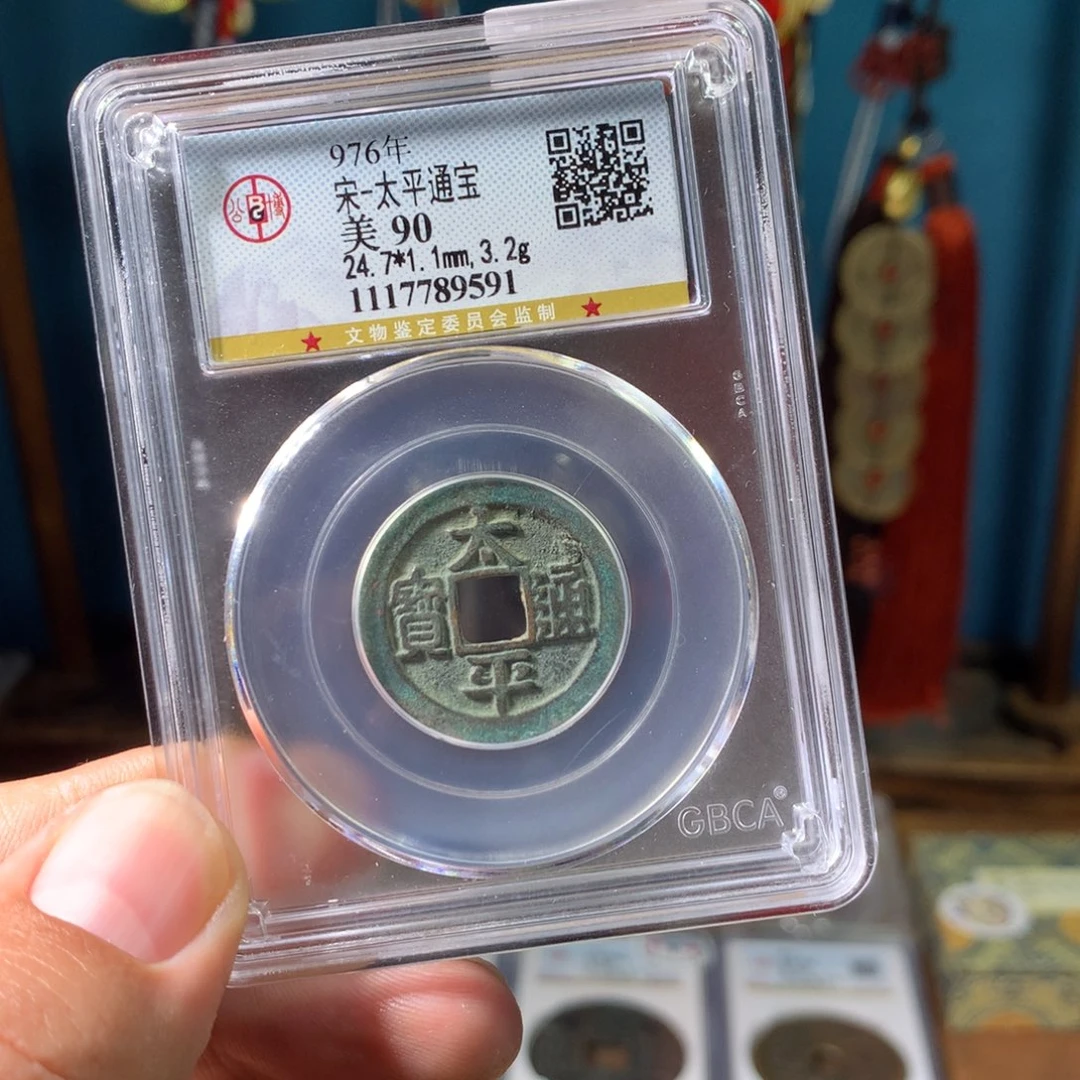 976年
宋-太平通宝
美 90
24.7*1.1mm, 3.2g
1117789591
★ 文物鉴定委员会监制 ★
GBCA
太
寶 通
平
GBCA®